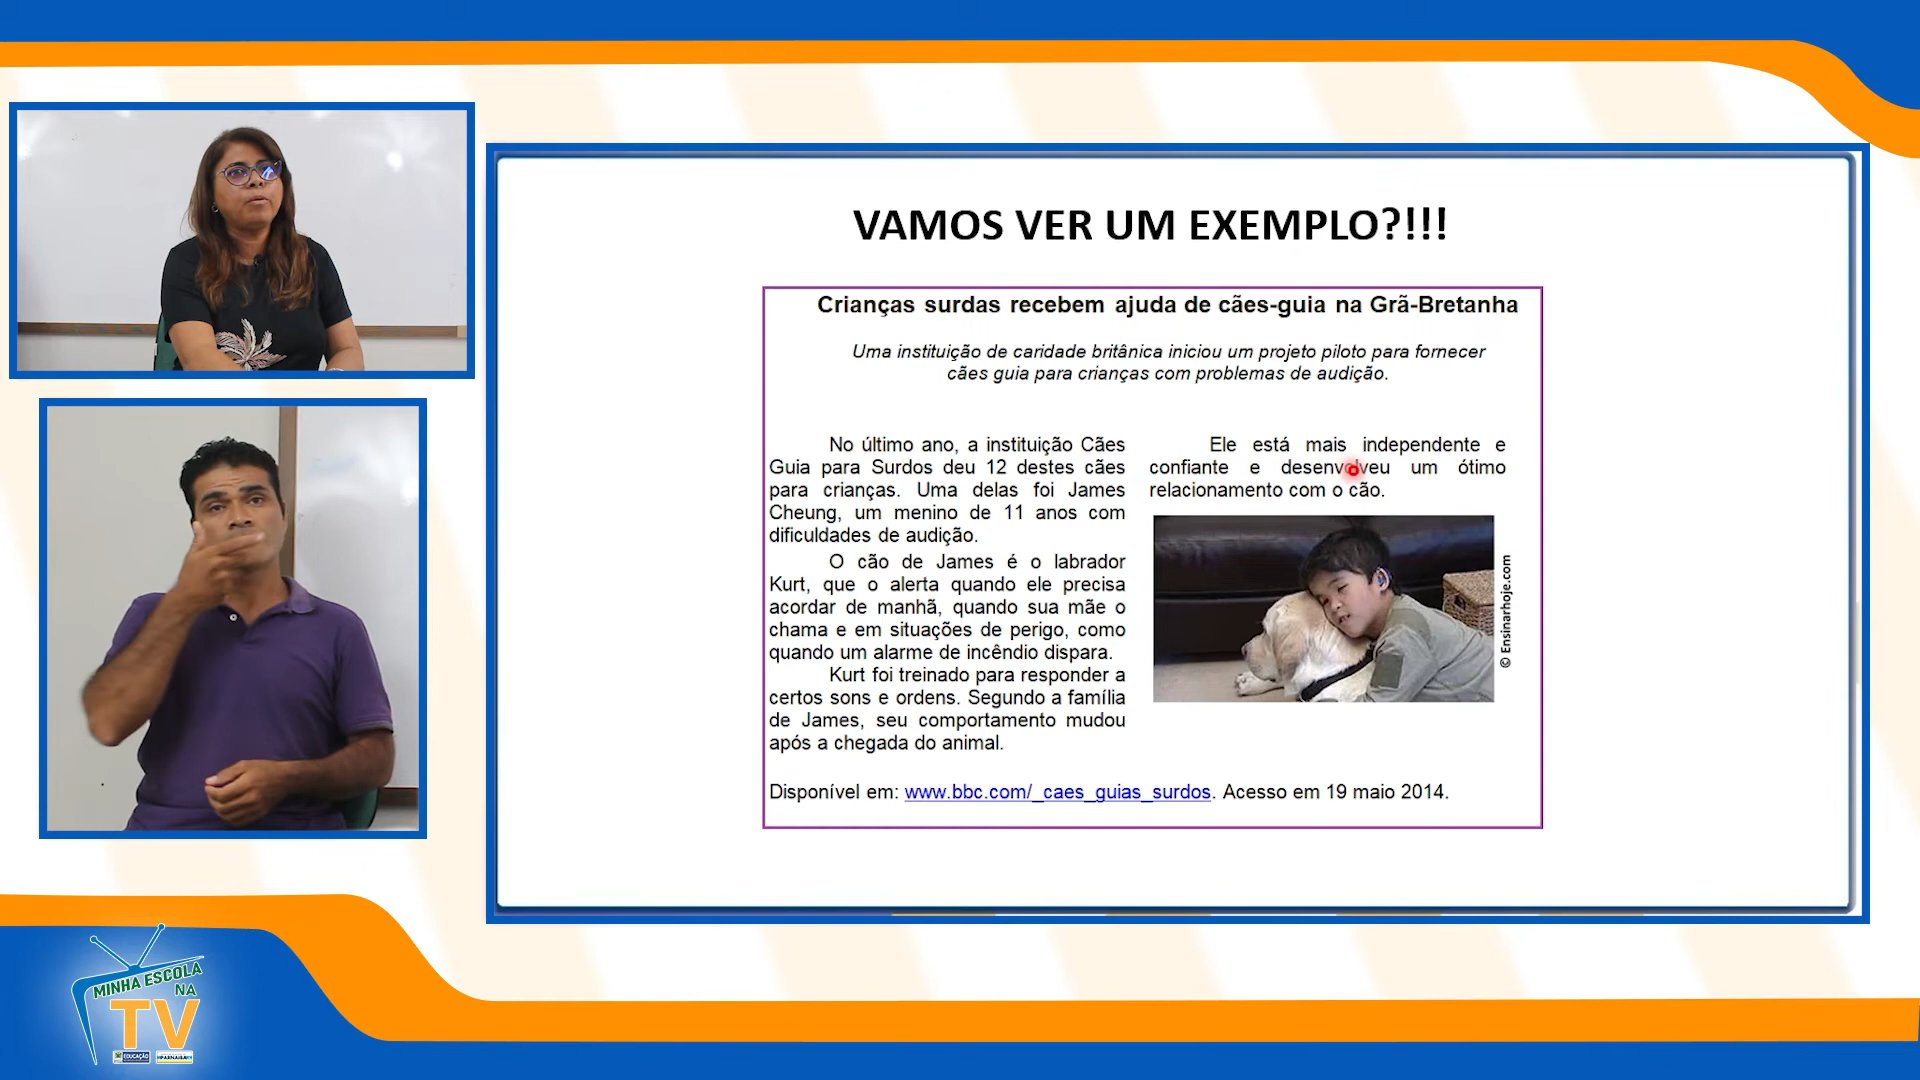 VAMOS VER UM EXEMPLO?!!!
Crianças surdas recebem ajuda de cães-guia na Grã-Bretanha
Uma instituição de caridade britânica iniciou um projeto piloto para fornecer
cães guia para crianças com problemas de audição.
No último ano, a instituição Cães
Guia para Surdos deu 12 destes cães
para crianças. Uma delas foi James
Cheung, um menino de 11 anos com
dificuldades de audição.
O cão de James é o labrador
Kurt, que o alerta quando ele precisa
acordar de manhã, quando sua mãe o
chama e em situações de perigo, como
quando um alarme de incêndio dispara.
Kurt foi treinado para responder a
certos sons e ordens. Segundo a família
de James, seu comportamento mudou
após a chegada do animal.
Ele está mais independente e
confiante e desenvolveu um ótimo
relacionamento com o cão.
© Ensinarhoje.com
Disponível em: www.bbc.com/_caes_guias_surdos. Acesso em 19 maio 2014.
MINHA ESCOLA
NA
TV
EDUCAÇÃO
PARNAÍBA